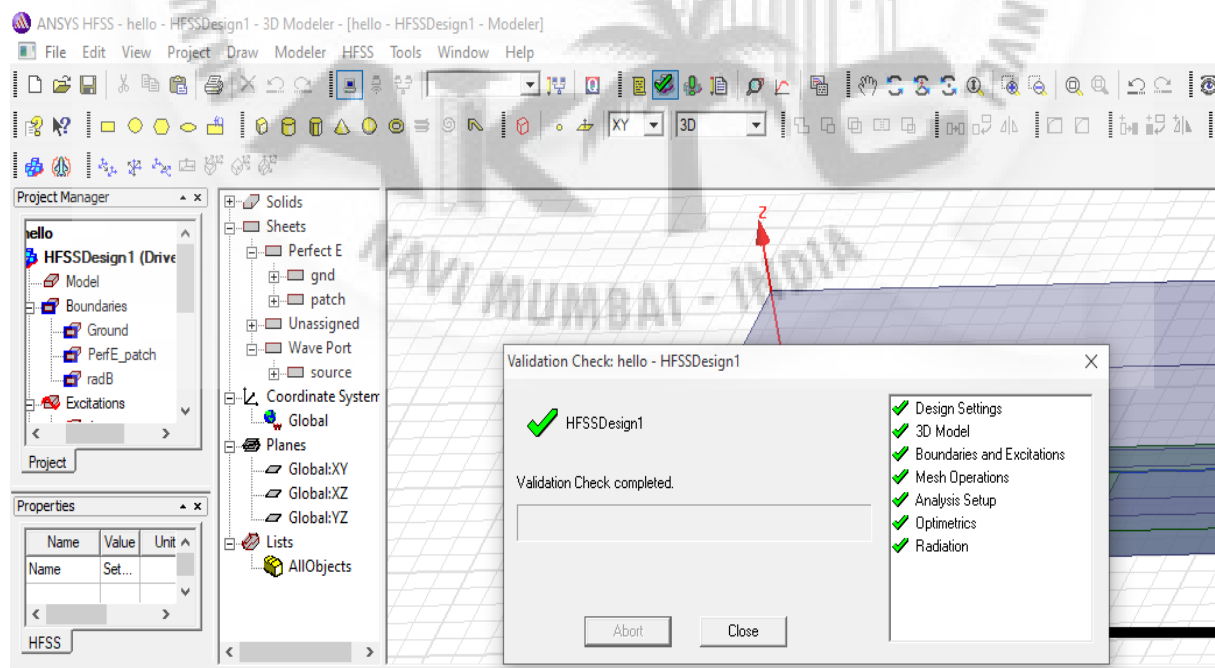 ANSYS HFSS - hello - HFSSDesign1 - 3D Modeler - [hello - HFSSDesign1 - Modeler]
File Edit View Project Draw Modeler HFSS Tools Window Help
XY 3D
Project Manager
hello
HFSSDesign1 (Drive
Model
Boundaries
Ground
PerfE_patch
radB
Excitations
Project
Properties
Name Value Unit
Name Set...
HFSS
Solids
Sheets
Perfect E
gnd
patch
Unassigned
Wave Port
source
Coordinate System
Global
Planes
Global:XY
Global:XZ
Global:YZ
Lists
AllObjects
Z
NAVI MUMBAI - INDIA
Validation Check: hello - HFSSDesign1
HFSSDesign1
Validation Check completed.
Abort Close
Design Settings
3D Model
Boundaries and Excitations
Mesh Operations
Analysis Setup
Optimetrics
Radiation